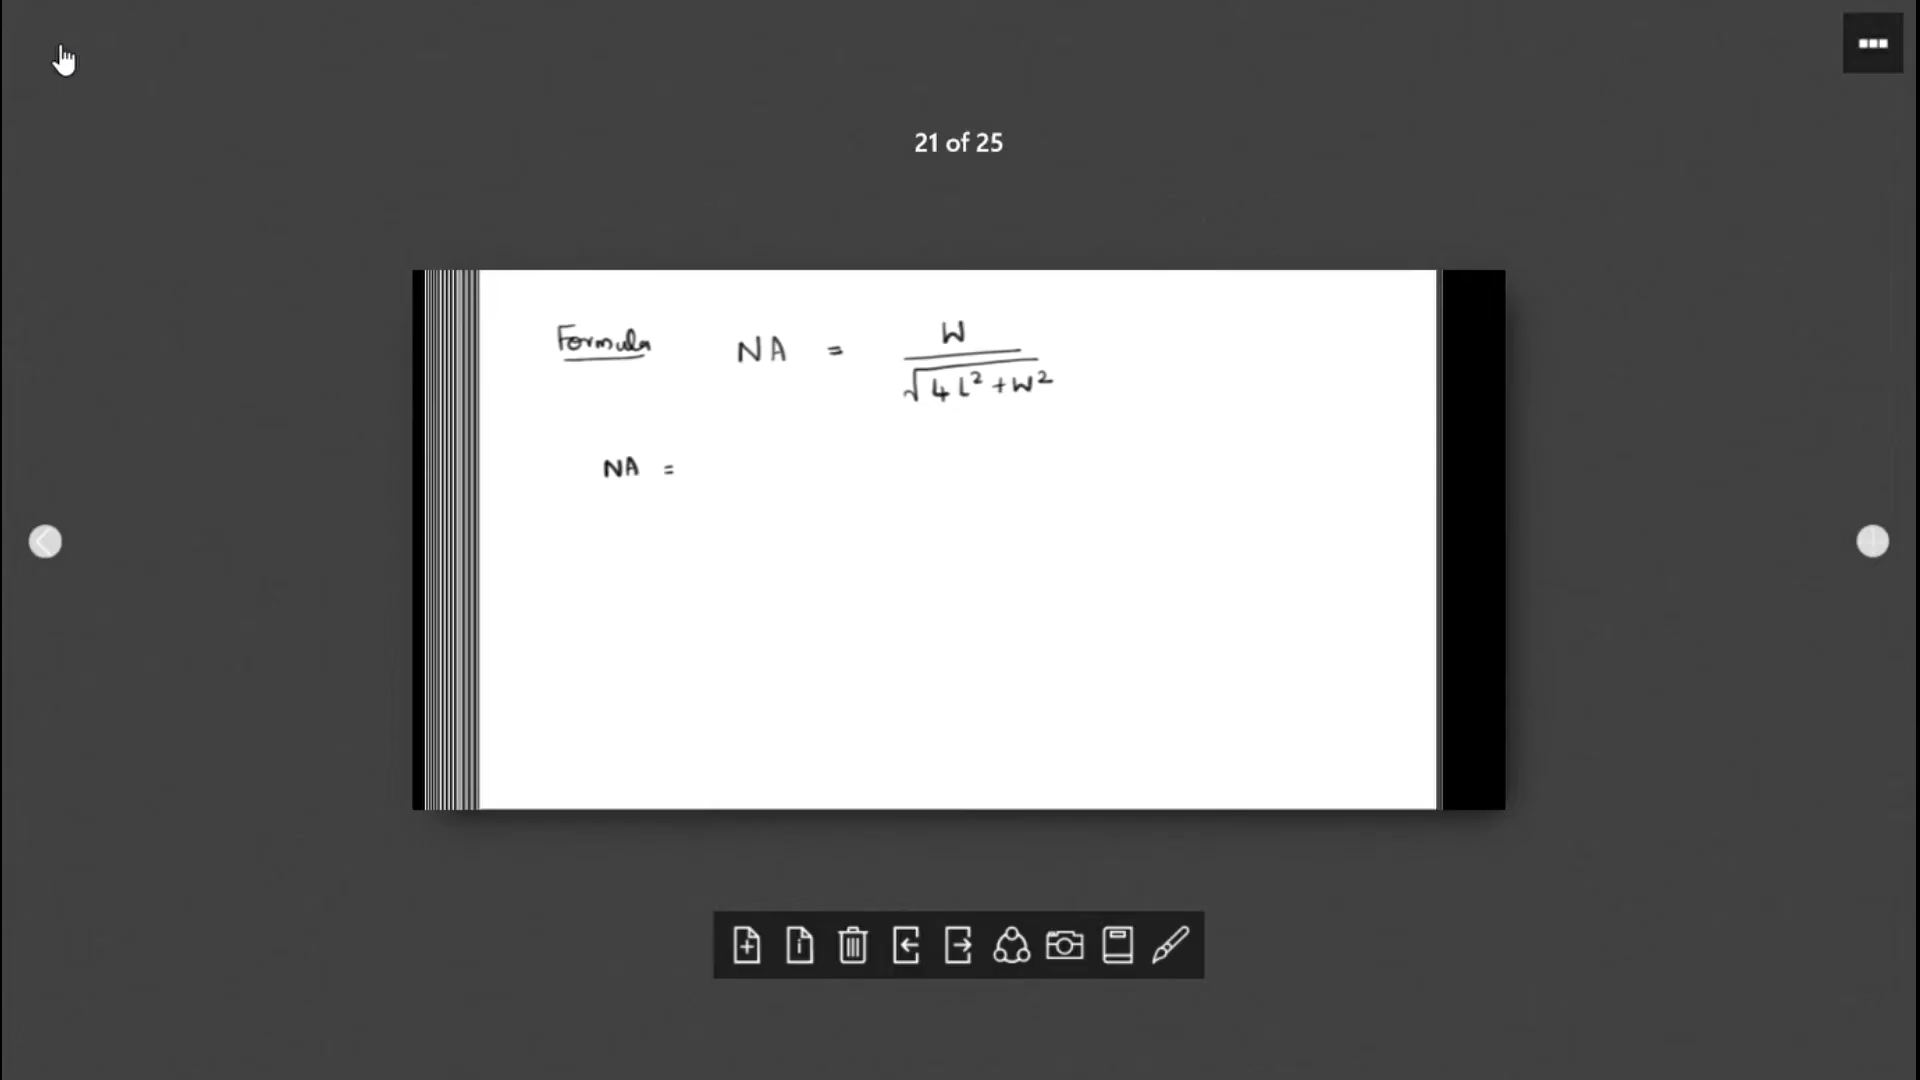 21 of 25
Formula NA = W / √4L² + W²
NA =